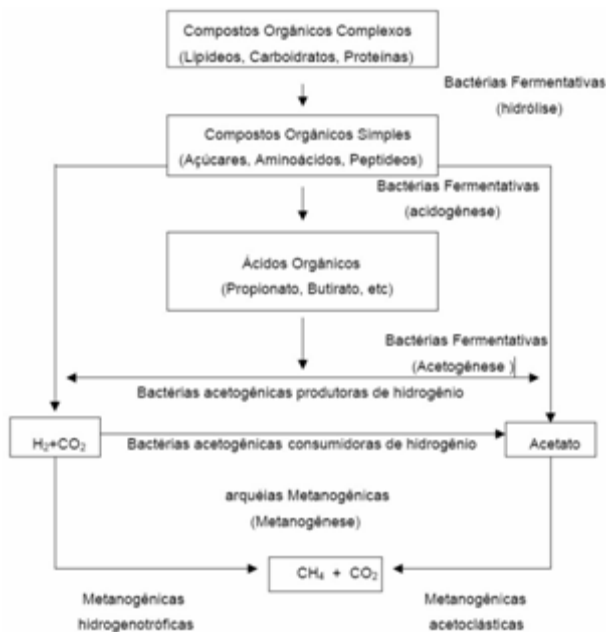 Compostos Orgânicos Complexos
(Lipídeos, Carboidratos, Proteínas)
Bactérias Fermentativas
(hidrólise)
Compostos Orgânicos Simples
(Açúcares, Aminoácidos, Peptídeos)
Bactérias Fermentativas
(acidogênese)
Ácidos Orgânicos
(Propionato, Butirato, etc)
Bactérias Fermentativas
(Acetogênese )
Bactérias acetogênicas produtoras de hidrogênio
H₂+CO₂
Bactérias acetogênicas consumidoras de hidrogênio
Acetato
arquéias Metanogênicas
(Metanogênese)
CH₄ + CO₂
Metanogênicas
hidrogenotróficas
Metanogênicas
acetoclásticas